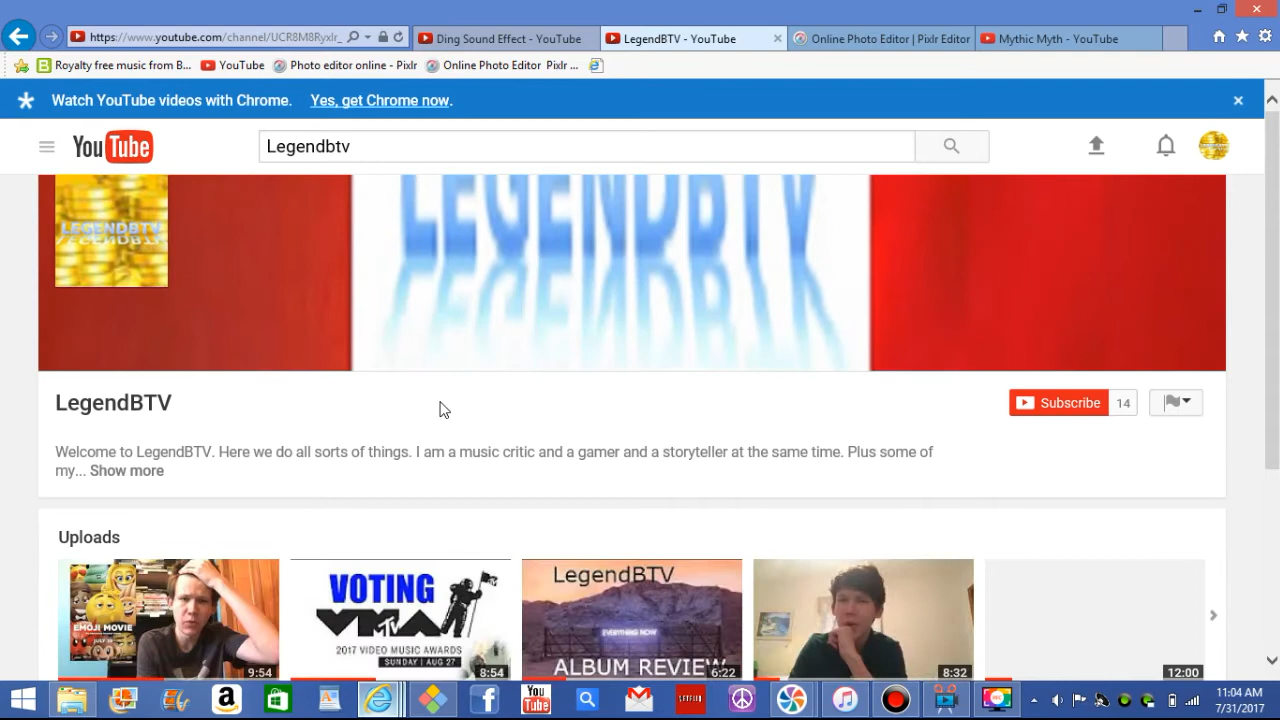 https://www.youtube.com/channel/UCR8M8Ryxlr_
Ding Sound Effect - YouTube
LegendBTV - YouTube
Online Photo Editor | Pixlr Editor
Mythic Myth - YouTube
Royalty free music from B...
YouTube
Photo editor online - Pixlr
Online Photo Editor Pixlr ...
Watch YouTube videos with Chrome. Yes, get Chrome now.
YouTube
Legendbtv
LEGENDBTV
LEGENDBTV
LegendBTV
Subscribe 14
Welcome to LegendBTV. Here we do all sorts of things. I am a music critic and a gamer and a storyteller at the same time. Plus some of
my... Show more
Uploads
EMOJI MOVIE
9:54
VOTING
VMA
2017 VIDEO MUSIC AWARDS
SUNDAY | AUG 27
8:54
LegendBTV
EVERYTHING NOW
ALBUM REVIEW
6:22
8:32
12:00
You
Tube
NETFLIX
REC
11:04 AM
7/31/2017